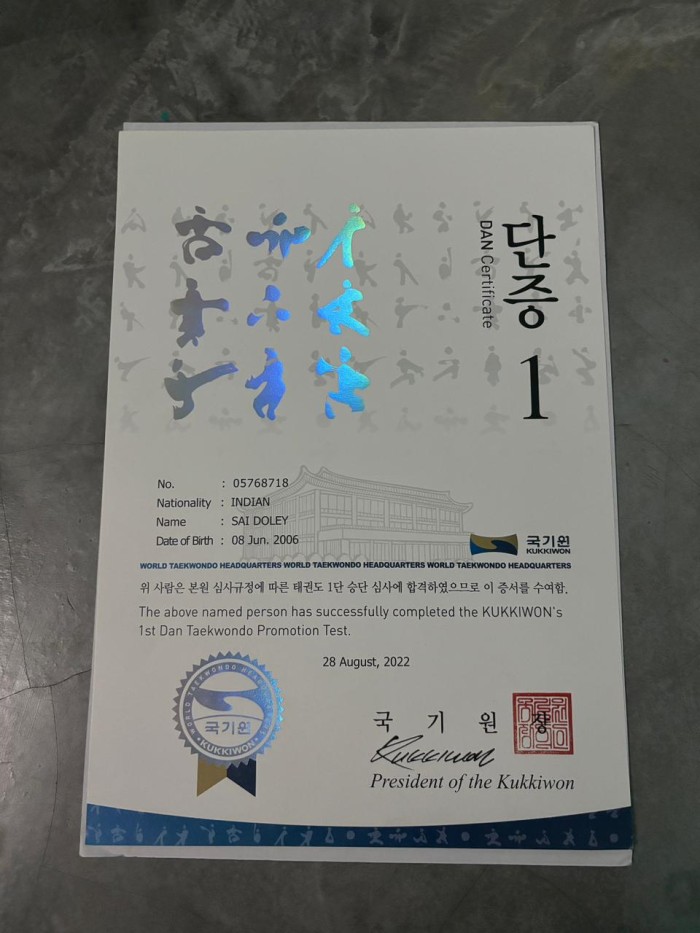 단증
DAN Certificate
1
No. : 05768718
Nationality : INDIAN
Name : SAI DOLEY
Date of Birth : 08 Jun. 2006
국기원
KUKKIWON
WORLD TAEKWONDO HEADQUARTERS WORLD TAEKWONDO HEADQUARTERS WORLD TAEKWONDO HEADQUARTERS
위 사람은 본원 심사규정에 따른 태권도 1단 승단 심사에 합격하였으므로 이 증서를 수여함.
The above named person has successfully completed the KUKKIWON's
1st Dan Taekwondo Promotion Test.
28 August, 2022
WORLD TAEKWONDO HEADQUARTERS
국기원
KUKKIWON
국 기 원 장
Kukkiwon
President of the Kukkiwon